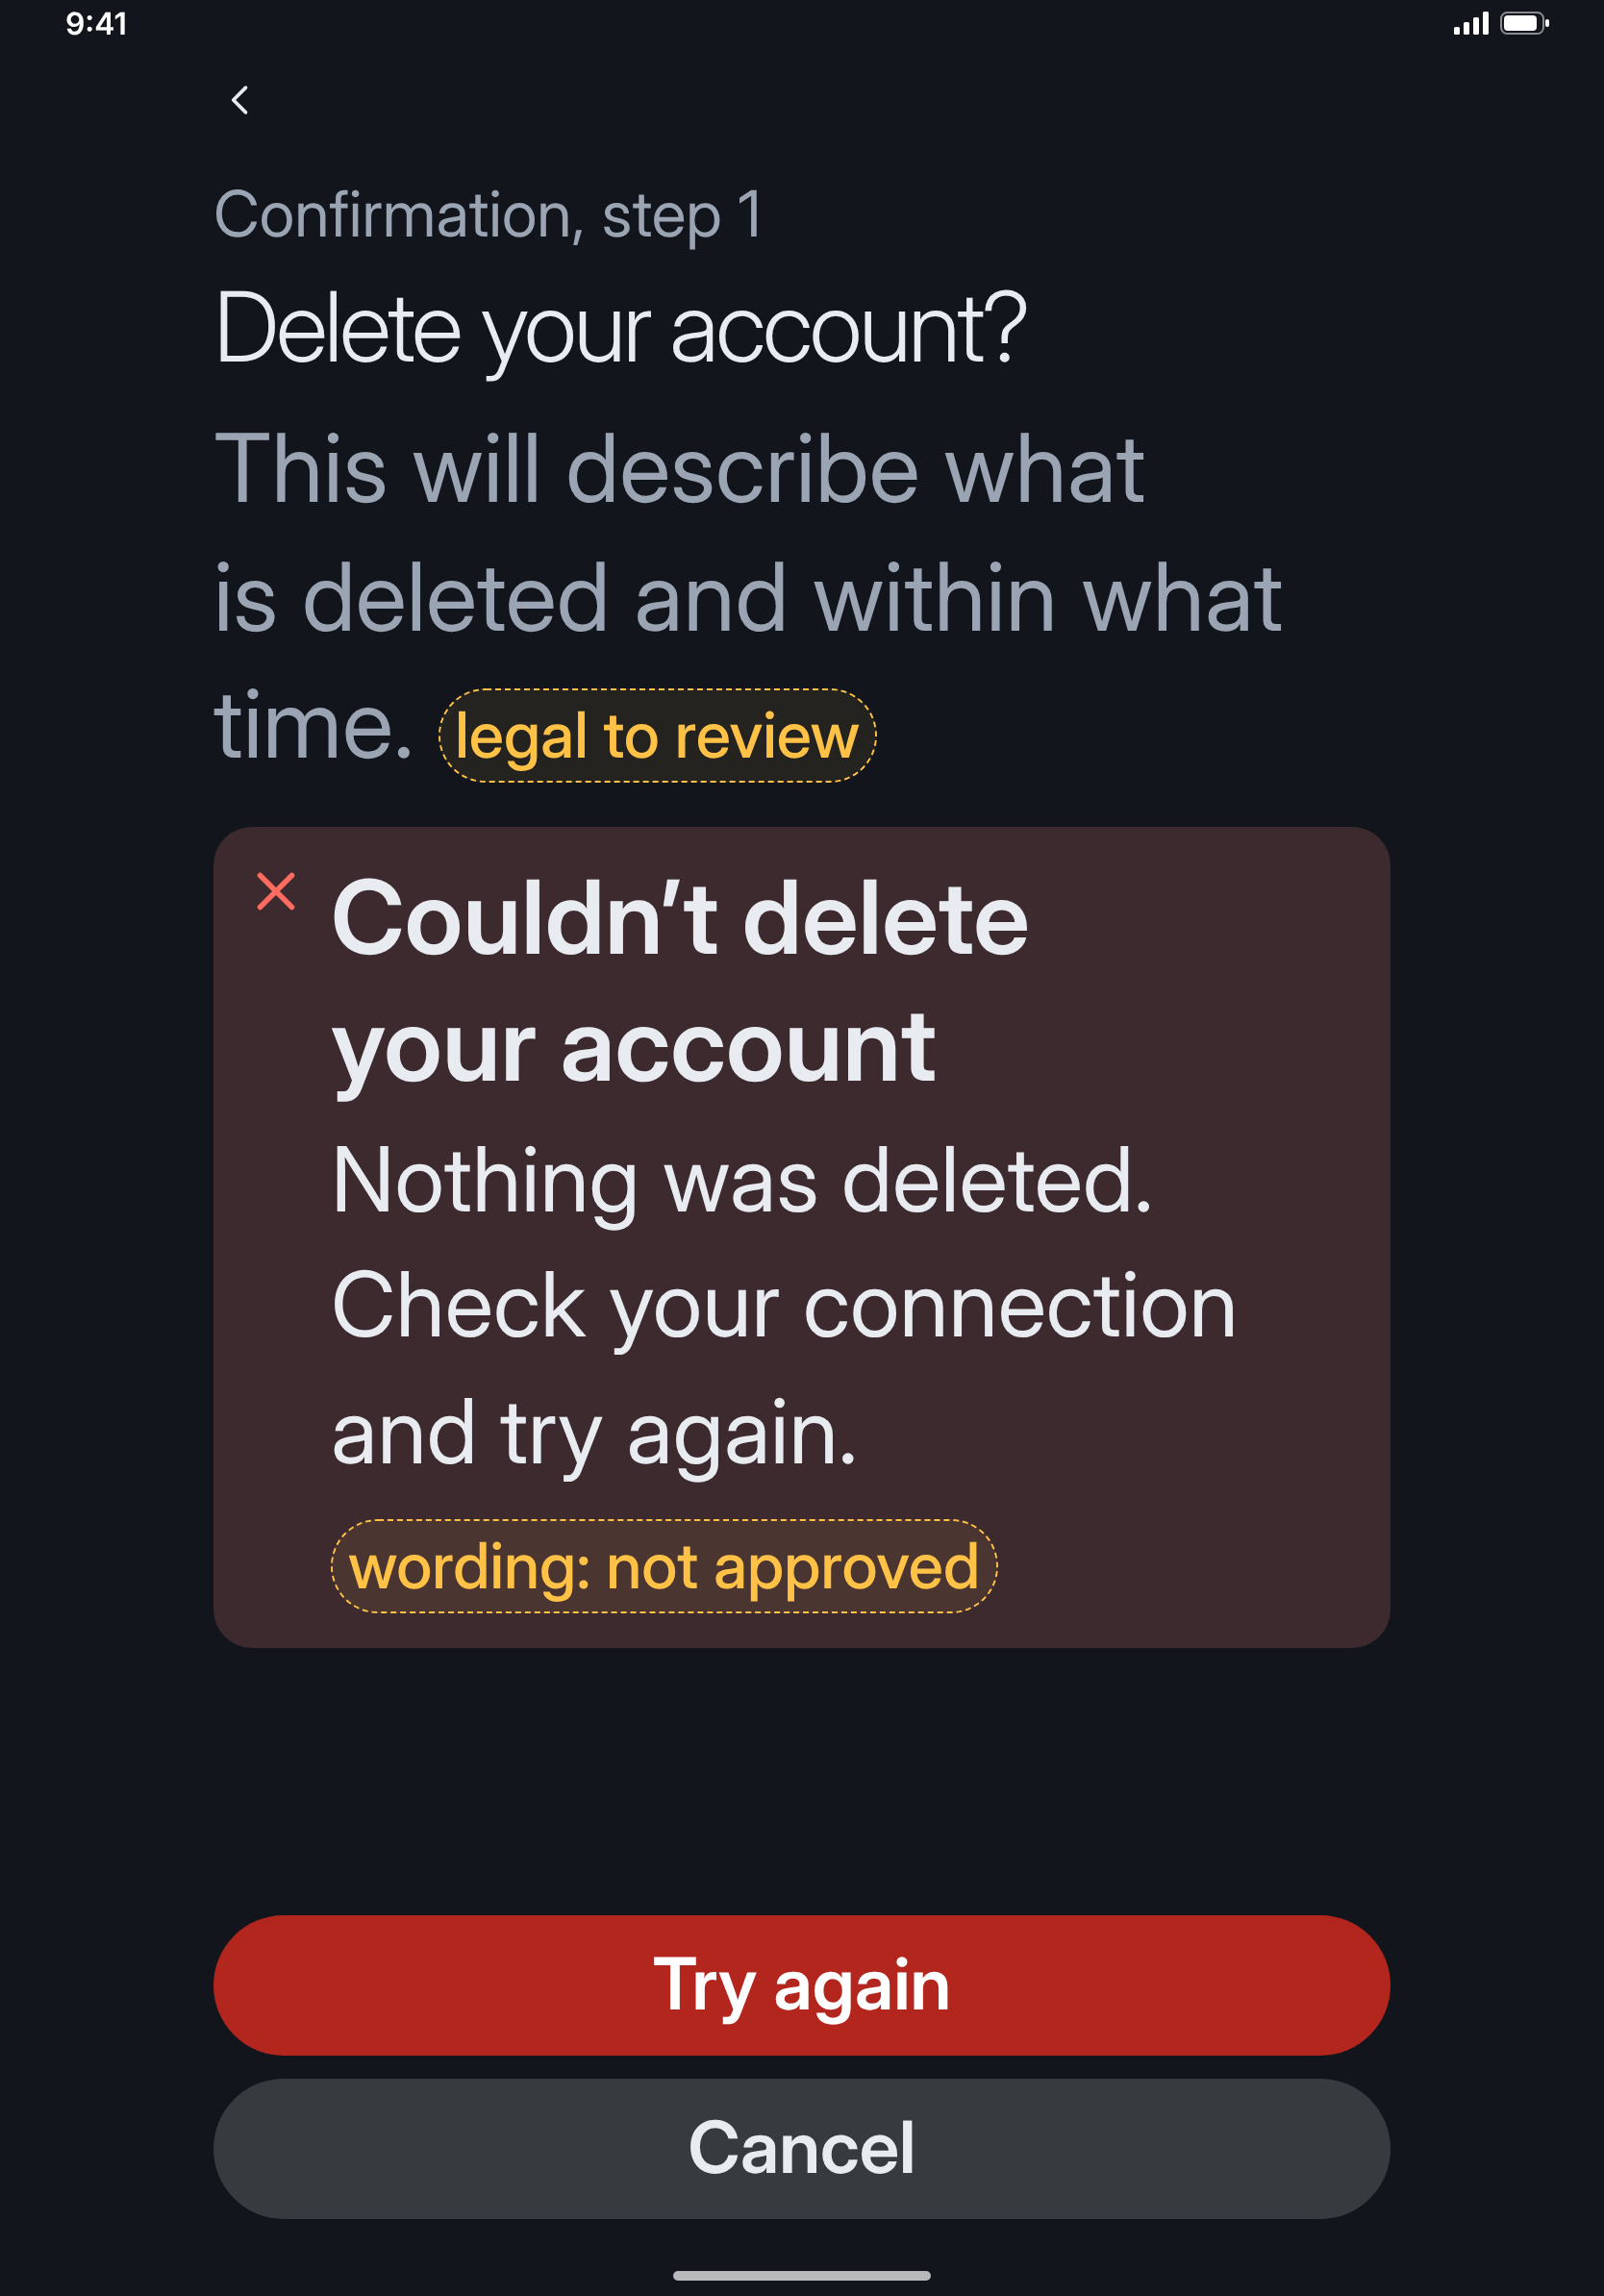 9:41
Confirmation, step 1
Delete your account?
This will describe what
is deleted and within what
time. legal to review
Couldn’t delete
your account
Nothing was deleted.
Check your connection
and try again.
wording: not approved
Try again
Cancel